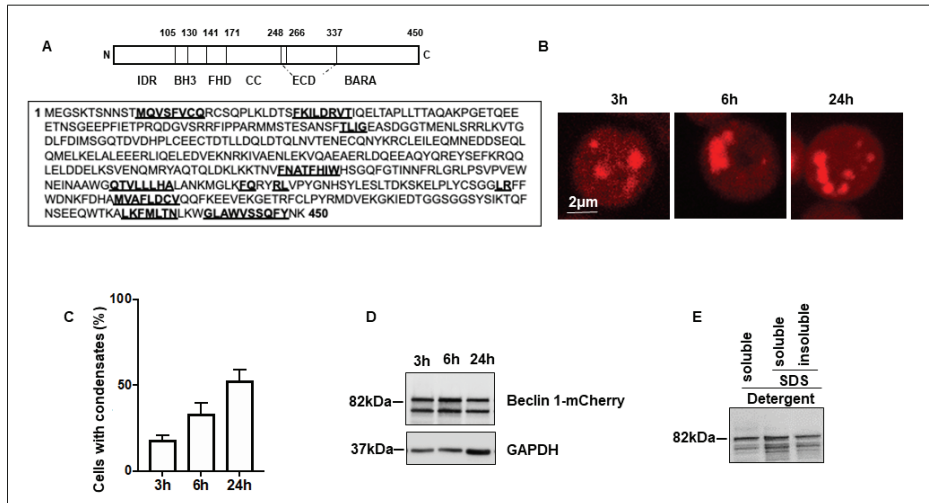 A
105 130 141 171 248 266 337 450
N C
IDR BH3 FHD CC ECD BARA
1 MEGSKTSNNSTMQVSFVCQRCSQPLKLDTSFKILDRVTIQELTAPLLTTAQAKPGETQEE
ETNSGEEPFIETPRQDGVSRRFIPPARMMSTESANSFTLIGEASDGGTMENLSRRLKVTG
DLFDIMSGQTDVDHPLCEECTDTLLDQLDTQLNVTENECQNYKRCLEILEQMNEDDSEQL
QMELKELALEEERLIQELEDVEKNRKIVAENLEKVQAEAERLDQEEAQYQREYSEFKRQQ
LELDDELKSVENQMRYAQTQLDKLKKTNVFNATFHIWHSGQFGTINNFRLGRLPSVPVEW
NEINAAWGQTVLLLHALANKMGLKFQRYRLVPYGNHSYLESLTDKSKELPLYCSGGLRFF
WDNKFDHAMVAFLDCVQQFKEEVEKGETRFCLPYRMDVEKGKIEDTGGSGGSYSIKTQF
NSEEQWTKALKFMLTNLKWGLAWVSSQFYNK 450
B
3h 6h 24h
2µm
C
Cells with condensates (%)
100
50
0
3h 6h 24h
D
3h 6h 24h
82kDa
Beclin 1-mCherry
37kDa
GAPDH
E
soluble
soluble
insoluble
SDS
Detergent
82kDa